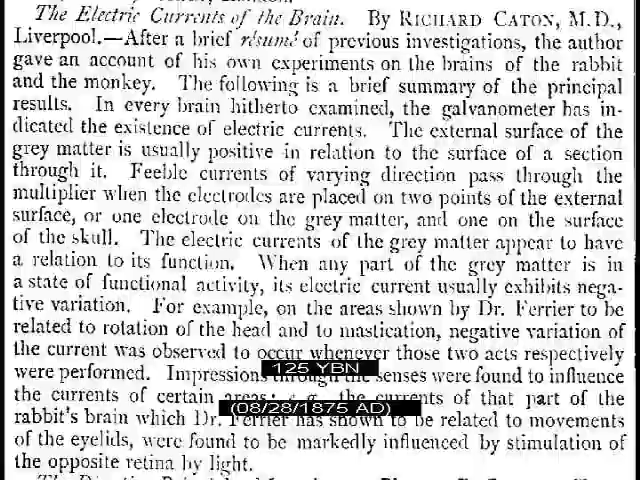 The Electric Currents of the Brain. By RICHARD CATON, M.D.,
Liverpool.—After a brief résumé of previous investigations, the author
gave an account of his own experiments on the brains of the rabbit
and the monkey. The following is a brief summary of the principal
results. In every brain hitherto examined, the galvanometer has in-
dicated the existence of electric currents. The external surface of the
grey matter is usually positive in relation to the surface of a section
through it. Feeble currents of varying direction pass through the
multiplier when the electrodes are placed on two points of the external
surface, or one electrode on the grey matter, and one on the surface
of the skull. The electric currents of the grey matter appear to have
a relation to its function. When any part of the grey matter is in
a state of functional activity, its electric current usually exhibits nega-
tive variation. For example, on the areas shown by Dr. Ferrier to be
related to rotation of the head and to mastication, negative variation of
the current was observed to occur whenever those two acts respectively
125 YBN
were performed. Impressions through the senses were found to influence
the currents of certain areas; e.g., the currents of that part of the
(08/28/1875 AD)
rabbit's brain which Dr. Ferrier has shown to be related to movements
of the eyelids, were found to be markedly influenced by stimulation of
the opposite retina by light.